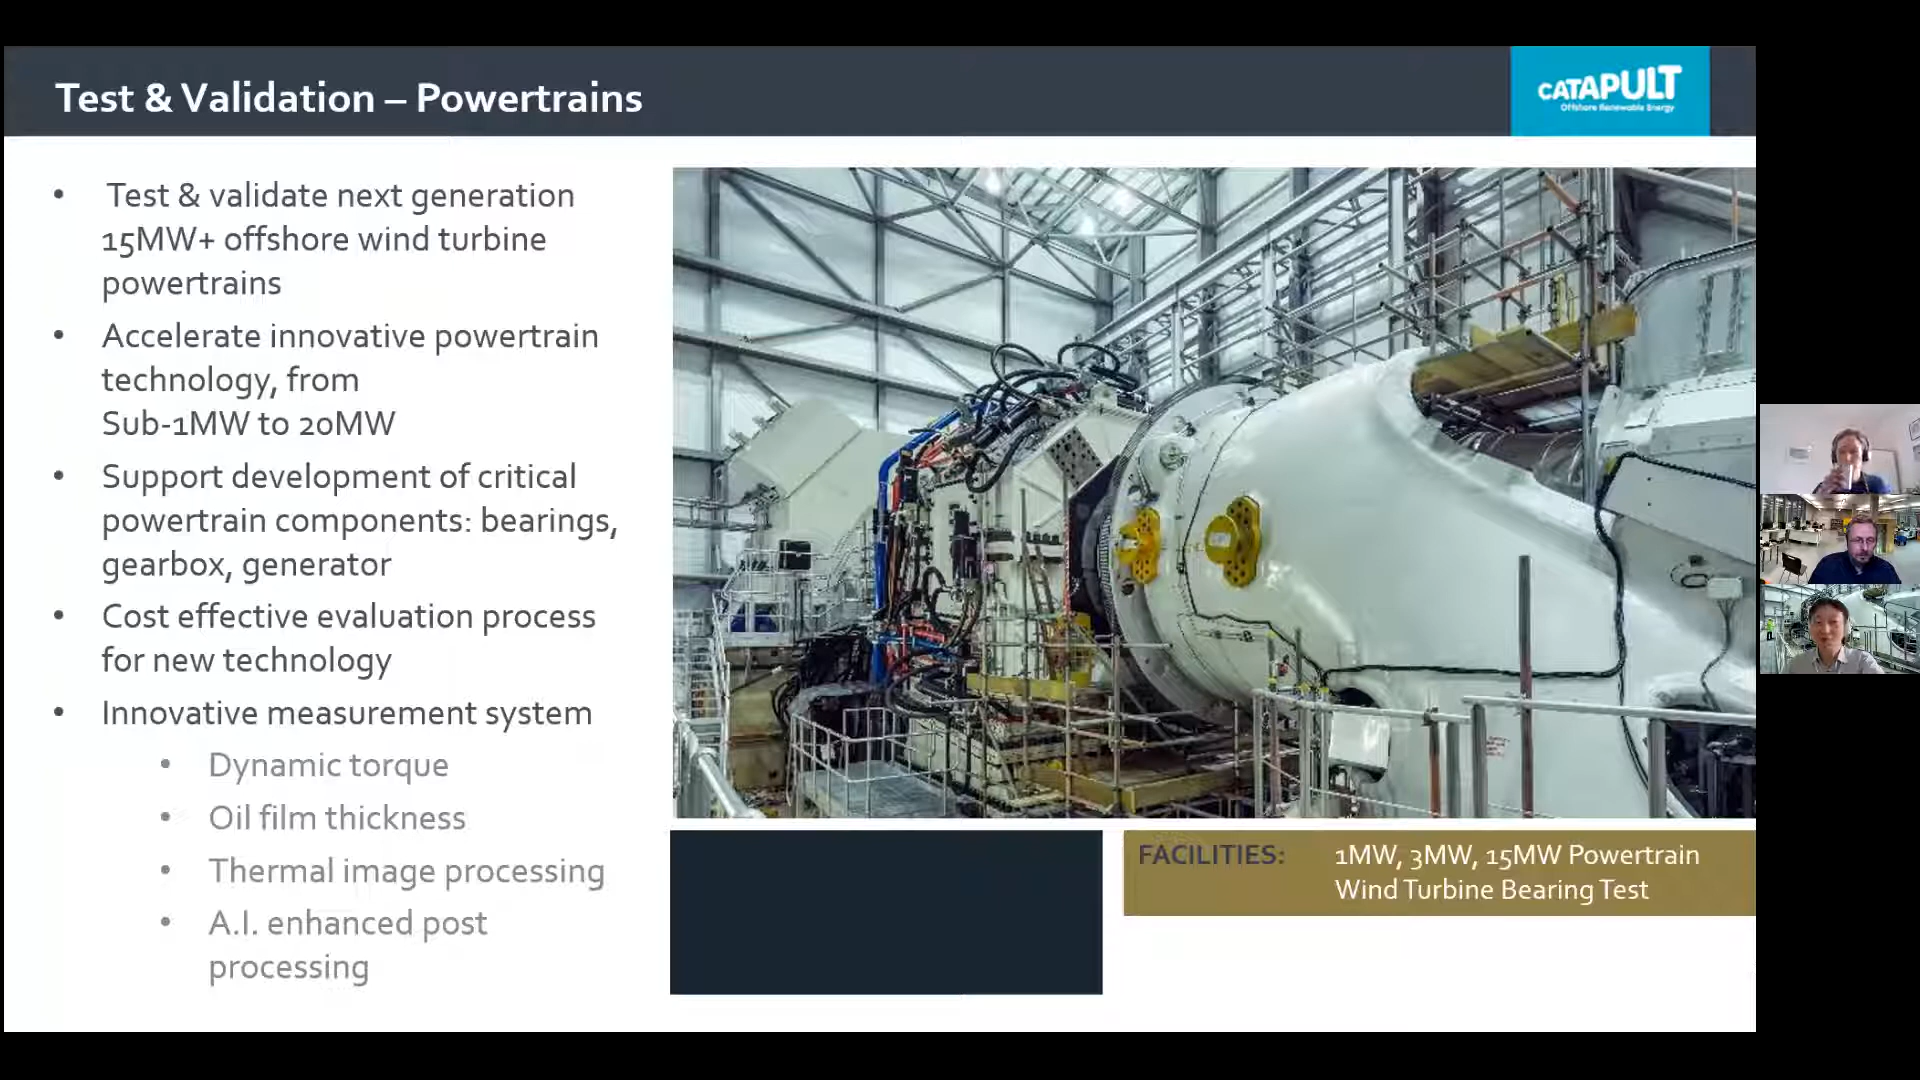 Test & Validation – Powertrains
CATAPULT
Offshore Renewable Energy
• Test & validate next generation
15MW+ offshore wind turbine
powertrains
• Accelerate innovative powertrain
technology, from
Sub-1MW to 20MW
• Support development of critical
powertrain components: bearings,
gearbox, generator
• Cost effective evaluation process
for new technology
• Innovative measurement system
• Dynamic torque
• Oil film thickness
• Thermal image processing
• A.I. enhanced post
processing
FACILITIES: 1MW, 3MW, 15MW Powertrain
Wind Turbine Bearing Test